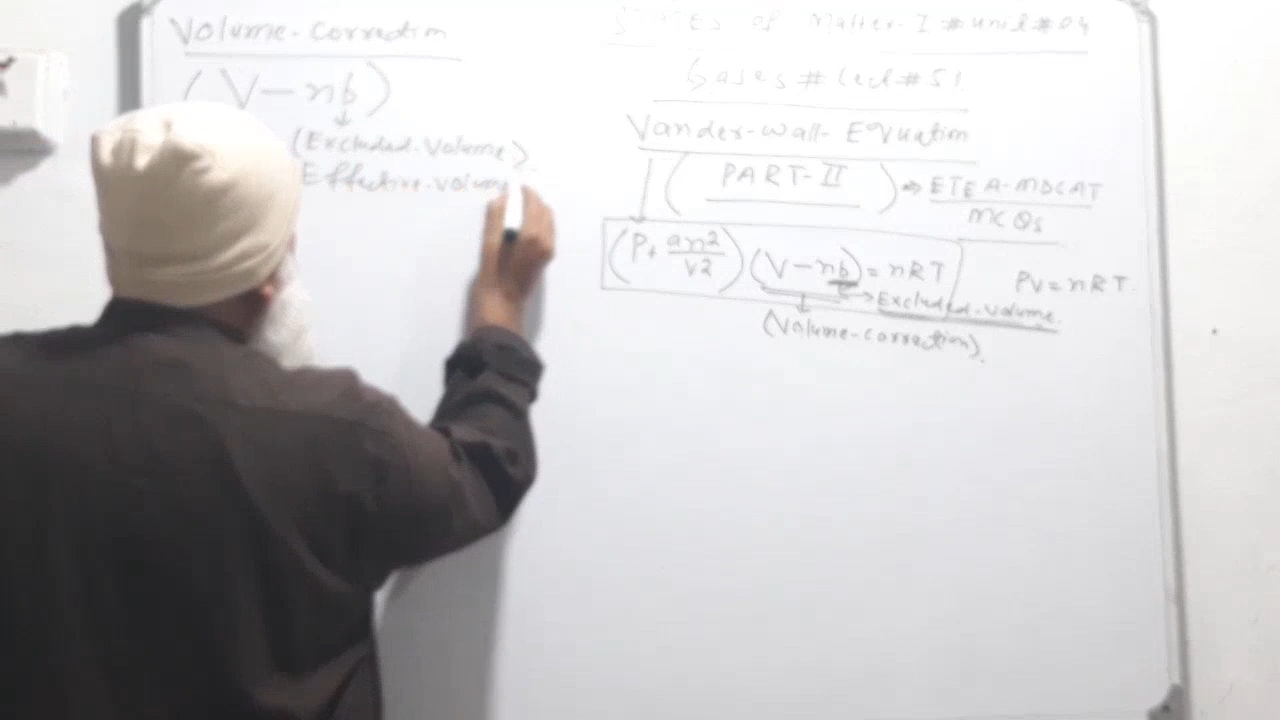 Volume-correction
(V-nb)
(Excluded-Volume)
Effective-volume
States of Matter-I # unit # 04
Gases # Lect # 51
Vander-wall-Equation
(PART-II) ⇒ ETEA-MDCAT
MCQs
(P+ an²/v2)(V-nb) = nRT
PV=nRT
→ Excluded-volume
(Volume-correction).